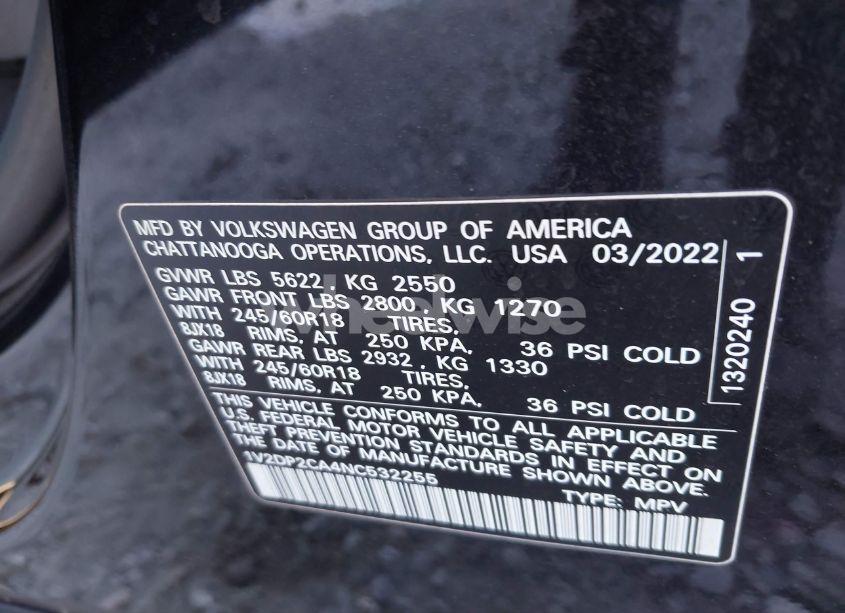 MFD BY VOLKSWAGEN GROUP OF AMERICA
CHATTANOOGA OPERATIONS, LLC. USA 03/2022
GVWR LBS 5622, KG 2550
GAWR FRONT LBS 2800, KG 1270
WITH 245/60R18 TIRES,
8JX18 RIMS, AT 250 KPA, 36 PSI COLD
GAWR REAR LBS 2932, KG 1330
WITH 245/60R18 TIRES,
8JX18 RIMS, AT 250 KPA, 36 PSI COLD
THIS VEHICLE CONFORMS TO ALL APPLICABLE
U.S. FEDERAL MOTOR VEHICLE SAFETY AND
THEFT PREVENTION STANDARDS IN EFFECT ON
THE DATE OF MANUFACTURE SHOWN ABOVE.
1V2DP2CA4NC532255 TYPE: MPV
1320240 1
wheelwise